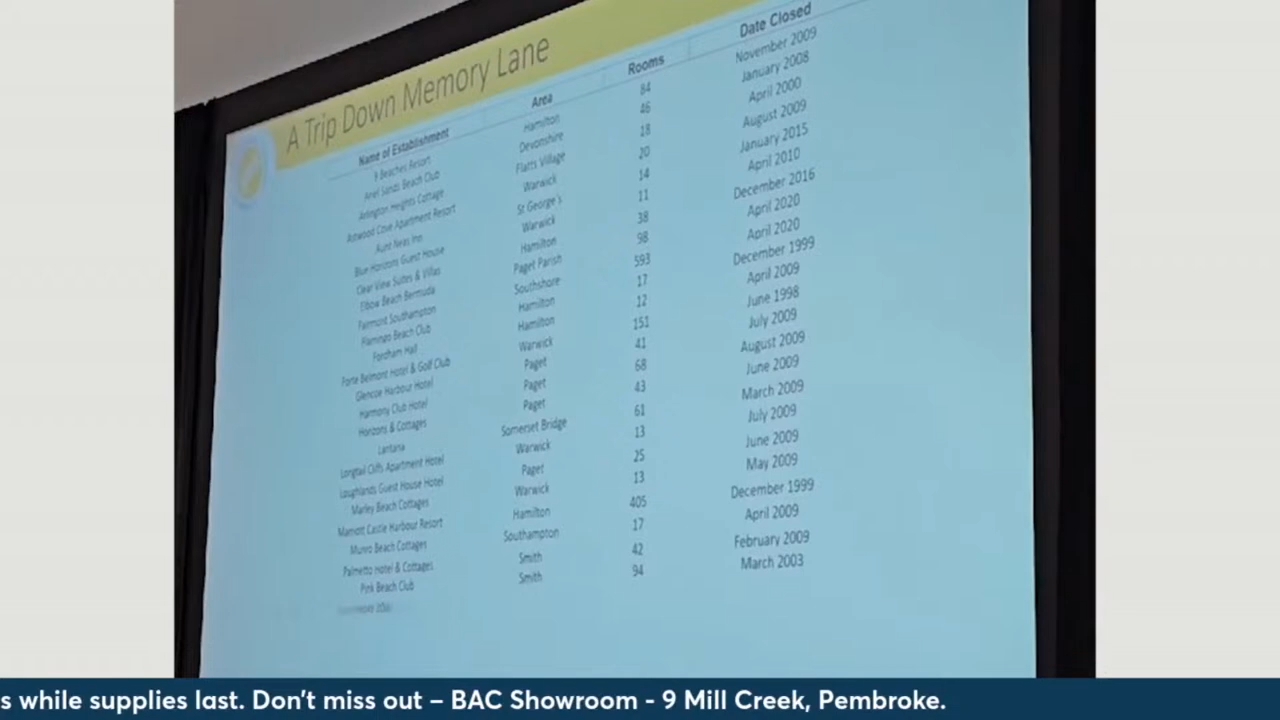 A Trip Down Memory Lane
Name of Establishment Area Rooms Date Closed
9 Beaches Resort Hamilton 84 November 2009
Ariel Sands Beach Club Devonshire 46 January 2008
Arlington Heights Cottage Flatts Village 18 April 2000
Astwood Cove Apartment Resort Warwick 20 August 2009
Aunt Neas Inn St George's 14 January 2015
Blue Horizons Guest House Warwick 11 April 2010
Clear View Suites & Villas Hamilton 38 December 2016
Elbow Beach Bermuda Paget Parish 98 April 2020
Fairmont Southampton Southshore 593 April 2020
Flamingo Beach Club Hamilton 17 December 1999
Fordham Hall Hamilton 12 April 2009
Forte Belmont Hotel & Golf Club Warwick 151 June 1998
Glencoe Harbour Hotel Paget 41 July 2009
Harmony Club Hotel Paget 68 August 2009
Horizons & Cottages Paget 43 June 2009
Lantana Somerset Bridge 61 March 2009
Longtail Cliffs Apartment Hotel Warwick 13 July 2009
Loughlands Guest House Hotel Paget 25 June 2009
Marley Beach Cottages Warwick 13 May 2009
Marriott Castle Harbour Resort Hamilton 405 December 1999
Munro Beach Cottages Southampton 17 April 2009
Palmetto Hotel & Cottages Smith 42 February 2009
Pink Beach Club Smith 94 March 2003
s while supplies last. Don't miss out – BAC Showroom - 9 Mill Creek, Pembroke.